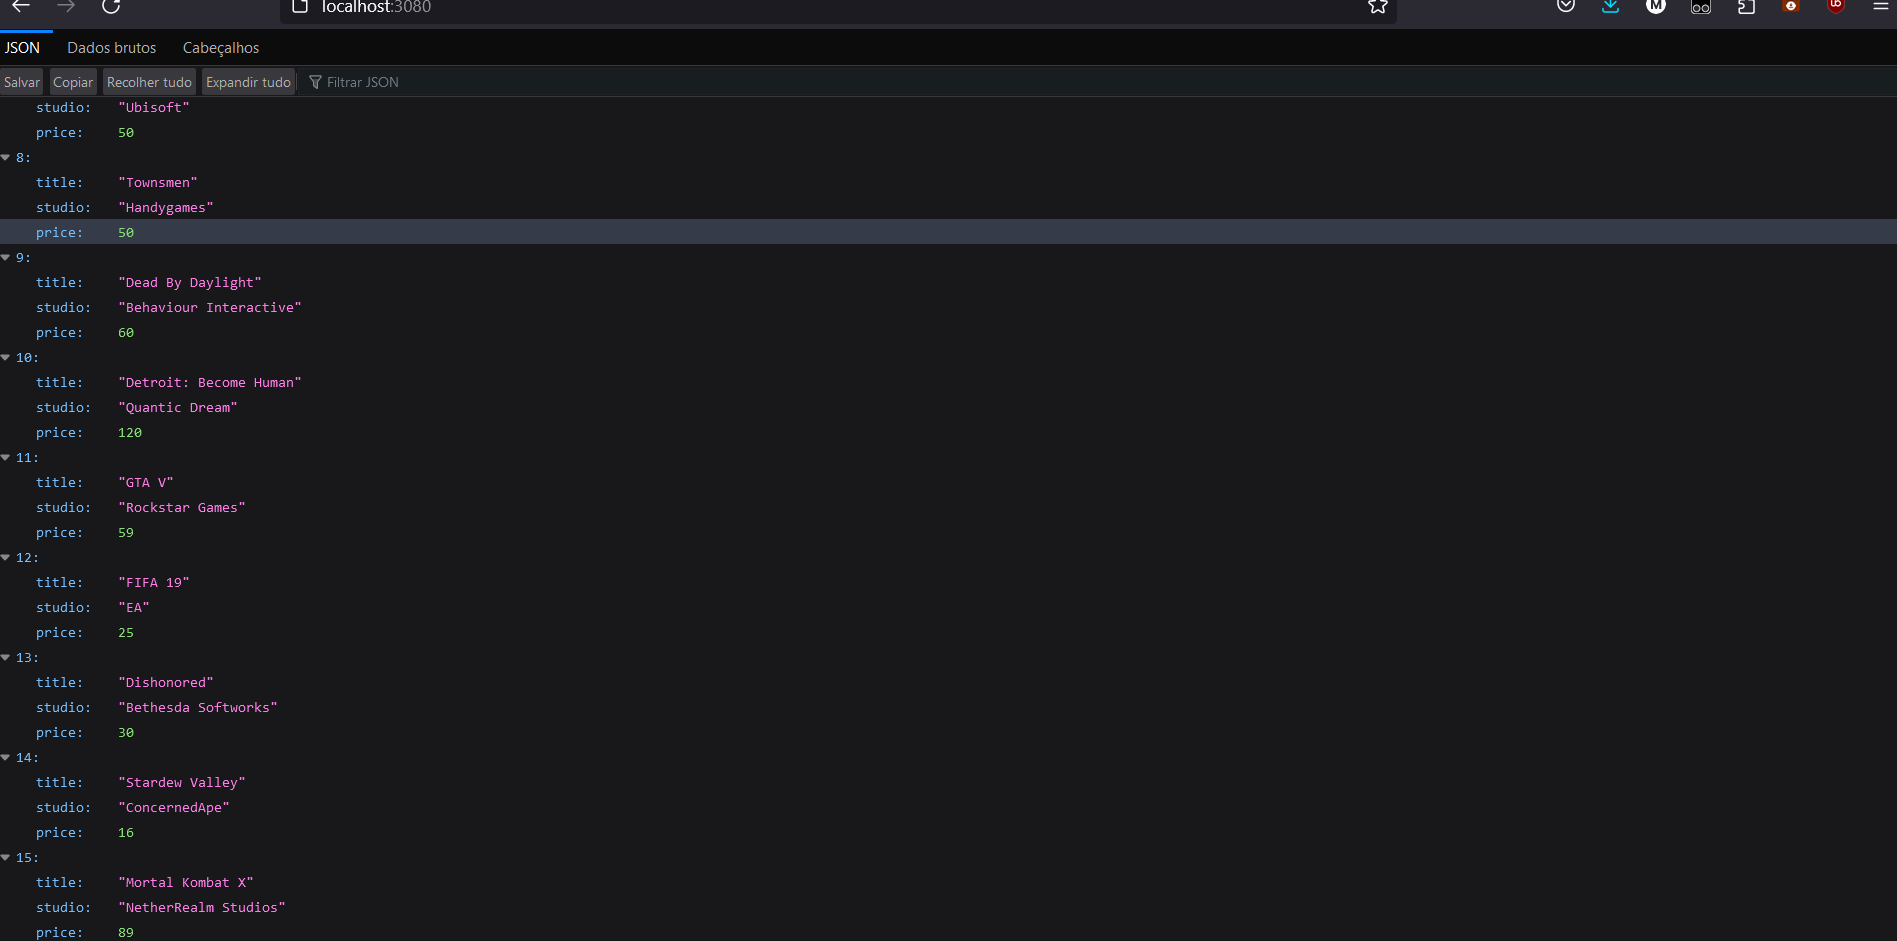 localhost:3080
JSON Dados brutos Cabeçalhos
Salvar Copiar Recolher tudo Expandir tudo Filtrar JSON
studio: "Ubisoft"
price: 50
8:
title: "Townsmen"
studio: "Handygames"
price: 50
9:
title: "Dead By Daylight"
studio: "Behaviour Interactive"
price: 60
10:
title: "Detroit: Become Human"
studio: "Quantic Dream"
price: 120
11:
title: "GTA V"
studio: "Rockstar Games"
price: 59
12:
title: "FIFA 19"
studio: "EA"
price: 25
13:
title: "Dishonored"
studio: "Bethesda Softworks"
price: 30
14:
title: "Stardew Valley"
studio: "ConcernedApe"
price: 16
15:
title: "Mortal Kombat X"
studio: "NetherRealm Studios"
price: 89